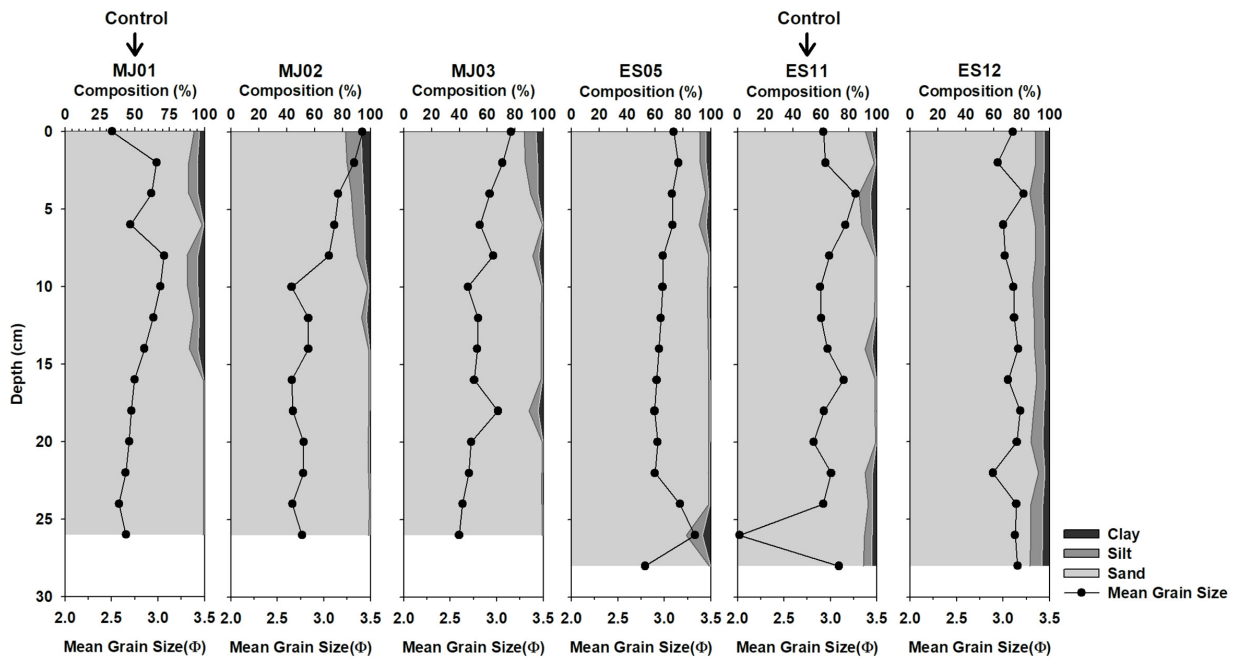 Control Control
MJ01 MJ02 MJ03 ES05 ES11 ES12
Composition (%) Composition (%) Composition (%) Composition (%) Composition (%) Composition (%)
0 25 50 75 100 0 20 40 60 80 100 0 20 40 60 80 100 0 20 40 60 80 100 0 20 40 60 80 100 0 20 40 60 80 100
0
5
10
15
20
25
30
Depth (cm)
Clay
Silt
Sand
Mean Grain Size
2.0 2.5 3.0 3.5 2.0 2.5 3.0 3.5 2.0 2.5 3.0 3.5 2.0 2.5 3.0 3.5 2.0 2.5 3.0 3.5 2.0 2.5 3.0 3.5
Mean Grain Size(Φ) Mean Grain Size(Φ) Mean Grain Size(Φ) Mean Grain Size(Φ) Mean Grain Size(Φ) Mean Grain Size(Φ)